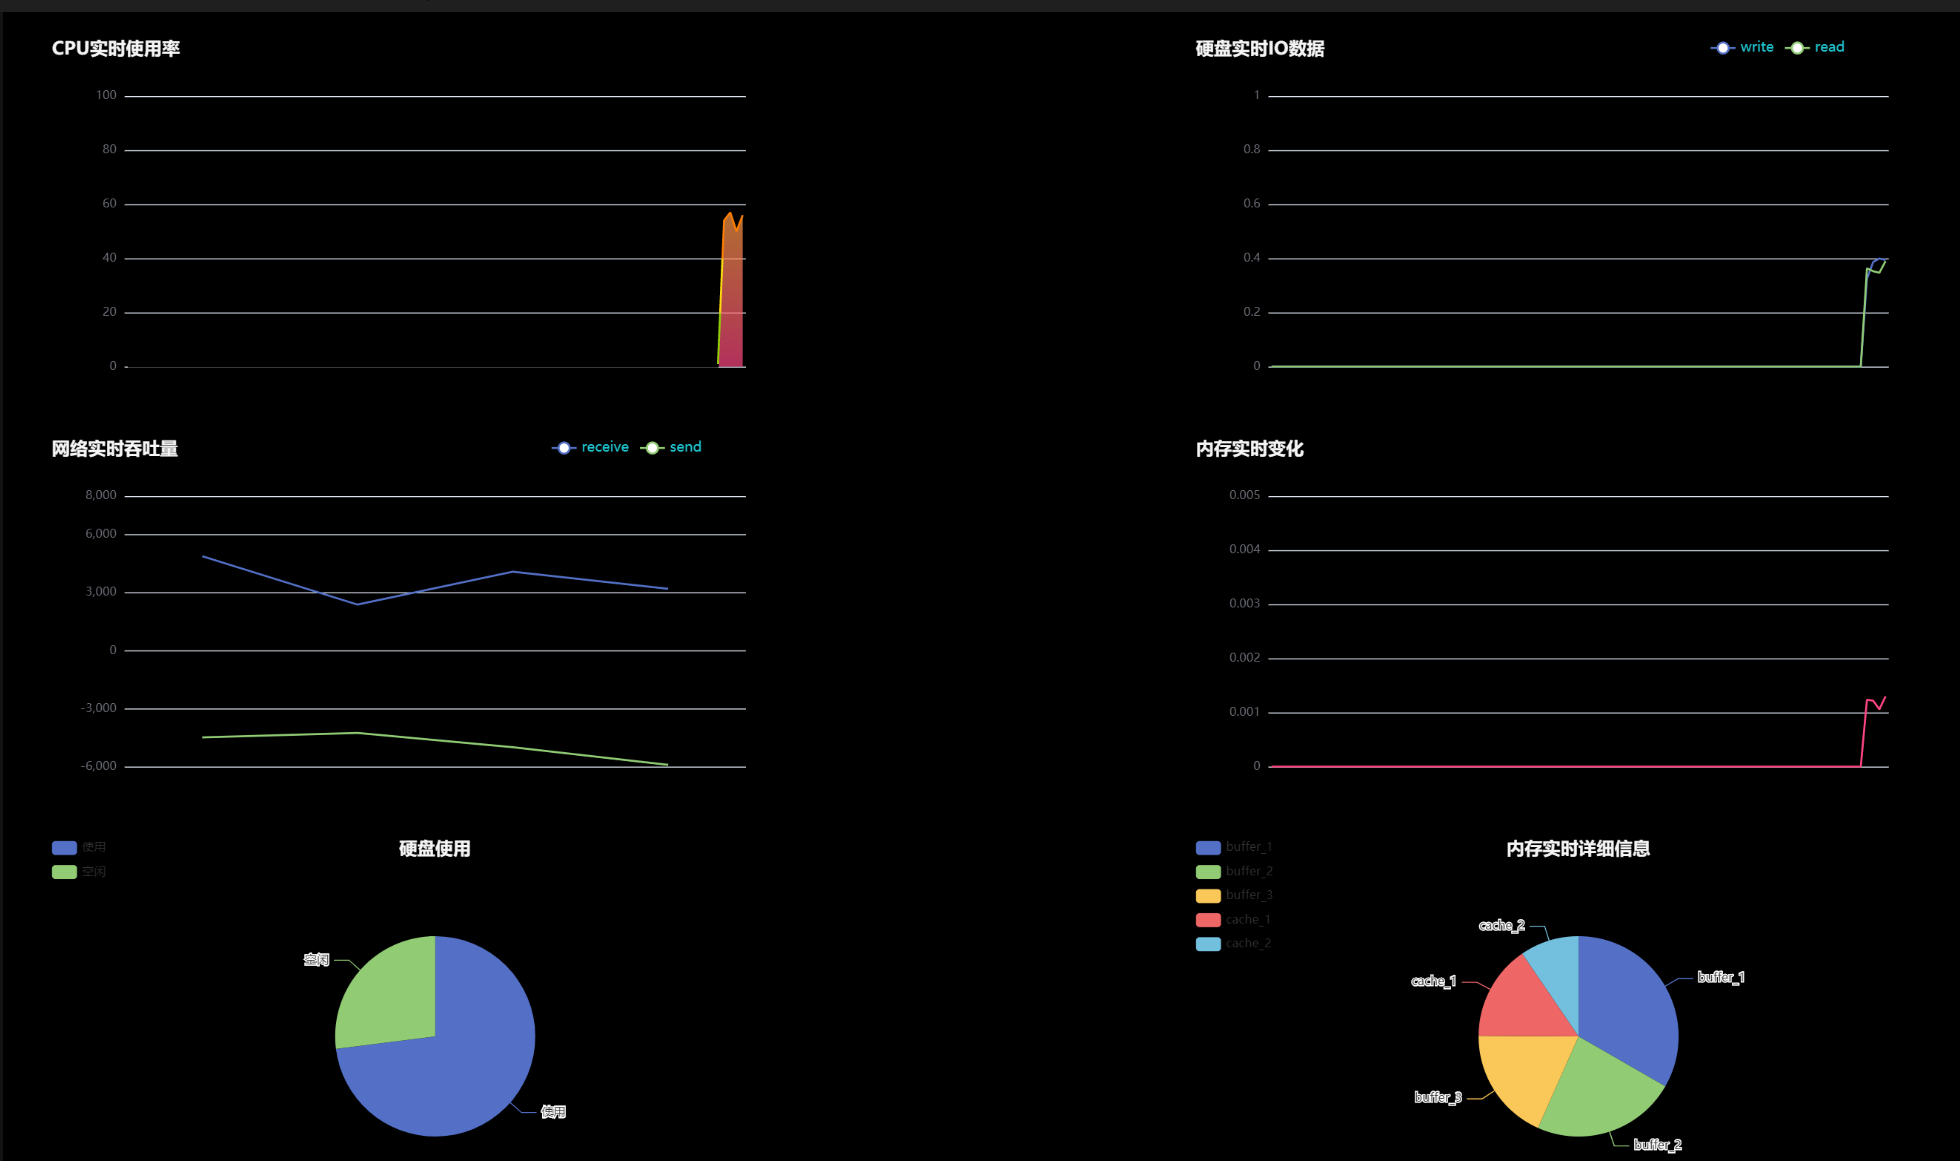 CPU实时使用率
100
80
60
40
20
0
硬盘实时IO数据
write read
1
0.8
0.6
0.4
0.2
0
网络实时吞吐量
receive send
8,000
6,000
3,000
0
-3,000
-6,000
内存实时变化
0.005
0.004
0.003
0.002
0.001
0
使用
空闲
硬盘使用
空闲
使用
buffer_1
buffer_2
buffer_3
cache_1
cache_2
内存实时详细信息
cache_2
buffer_1
cache_1
buffer_3
buffer_2